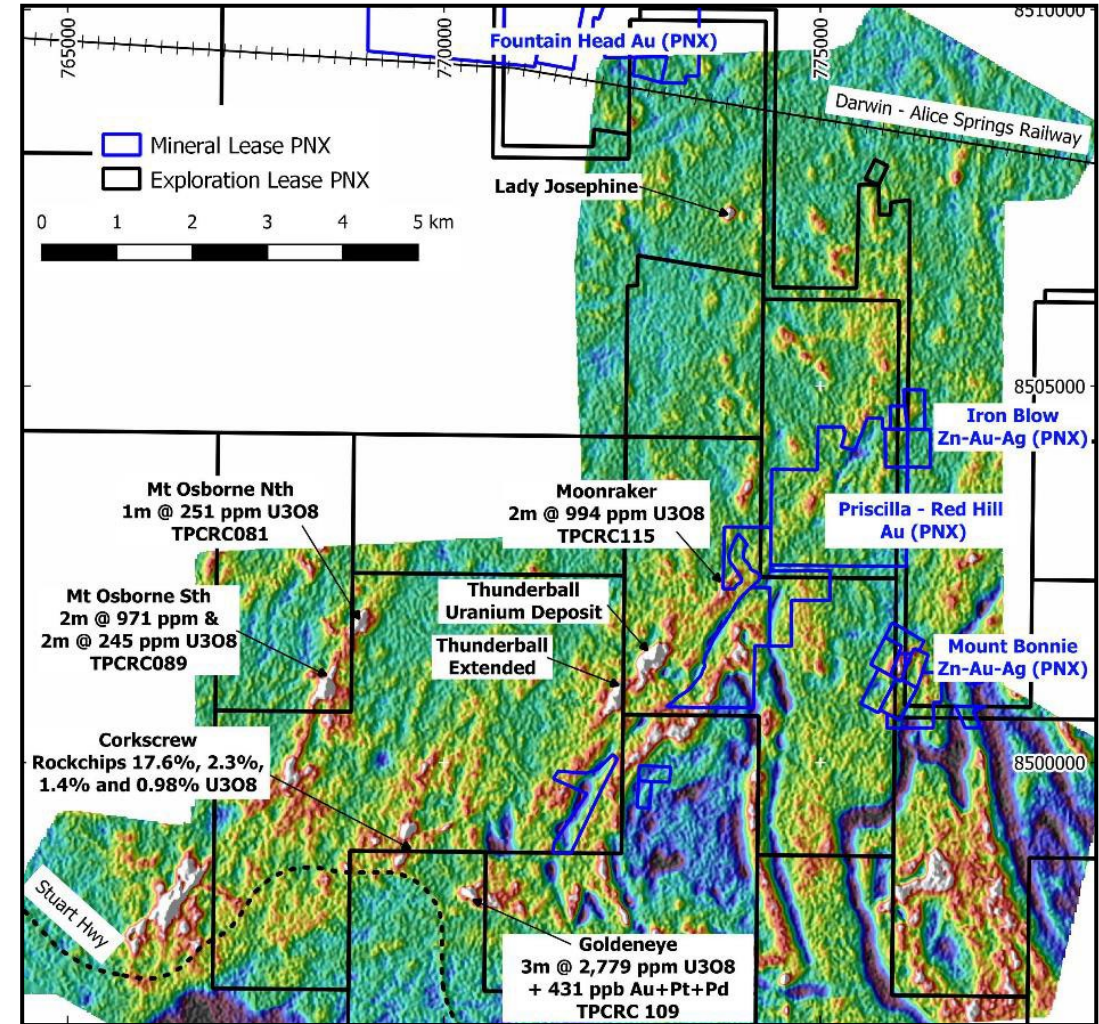 765000
770000
775000
8510000
Fountain Head Au (PNX)
Darwin - Alice Springs Railway
Mineral Lease PNX
Exploration Lease PNX
0 1 2 3 4 5 km
Lady Josephine
8505000
Iron Blow
Zn-Au-Ag (PNX)
Mt Osborne Nth
1m @ 251 ppm U3O8
TPCRC081
Moonraker
2m @ 994 ppm U3O8
TPCRC115
Priscilla - Red Hill
Au (PNX)
Mt Osborne Sth
2m @ 971 ppm &
2m @ 245 ppm U3O8
TPCRC089
Thunderball
Uranium Deposit
Thunderball
Extended
Mount Bonnie
Zn-Au-Ag (PNX)
Corkscrew
Rockchips 17.6%, 2.3%,
1.4% and 0.98% U3O8
8500000
Stuart Hwy
Goldeneye
3m @ 2,779 ppm U3O8
+ 431 ppb Au+Pt+Pd
TPCRC 109